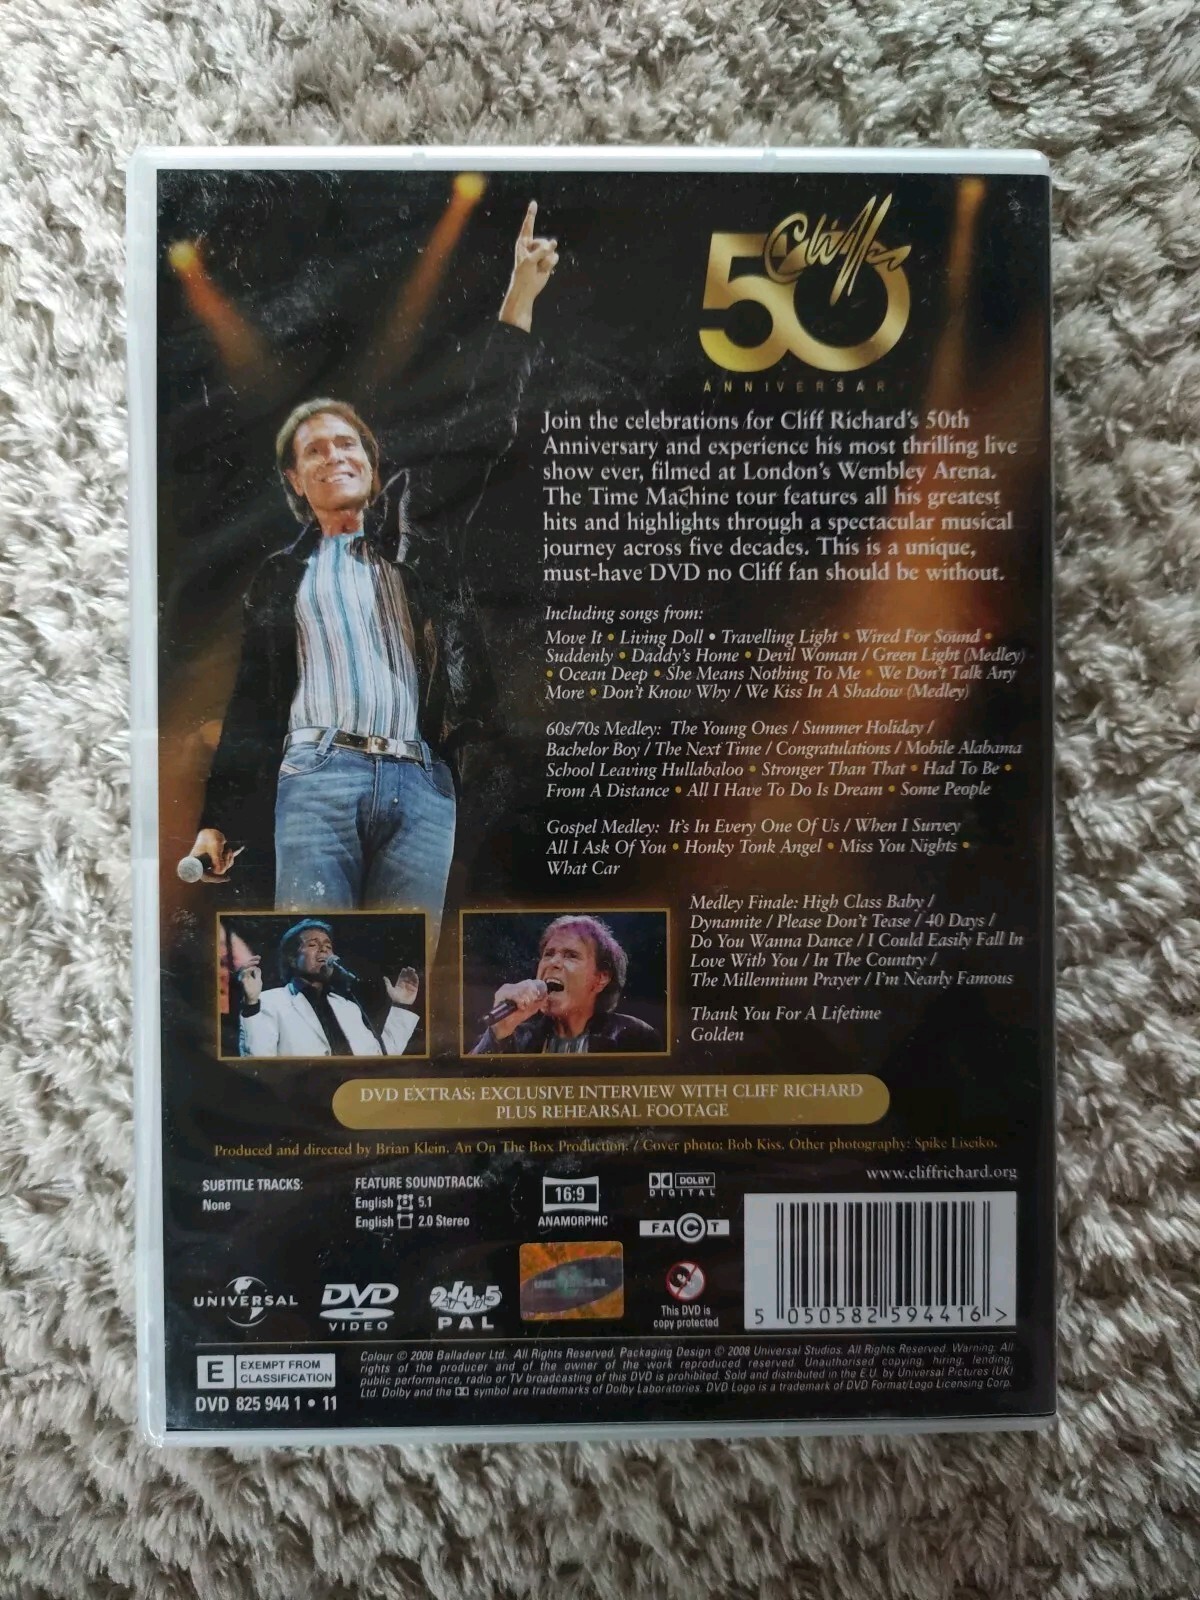 Cliff
50
ANNIVERSARY
Join the celebrations for Cliff Richard's 50th
Anniversary and experience his most thrilling live
show ever, filmed at London's Wembley Arena.
The Time Machine tour features all his greatest
hits and highlights through a spectacular musical
journey across five decades. This is a unique,
must-have DVD no Cliff fan should be without.
Including songs from:
Move It • Living Doll • Travelling Light • Wired For Sound •
Suddenly • Daddy's Home • Devil Woman / Green Light (Medley)
• Ocean Deep • She Means Nothing To Me • We Don't Talk Any
More • Don't Know Why / We Kiss In A Shadow (Medley)
60s/70s Medley: The Young Ones / Summer Holiday /
Bachelor Boy / The Next Time / Congratulations / Mobile Alabama
School Leaving Hullabaloo • Stronger Than That • Had To Be •
From A Distance • All I Have To Do Is Dream • Some People
Gospel Medley: It's In Every One Of Us / When I Survey
All I Ask Of You • Honky Tonk Angel • Miss You Nights •
What Car
Medley Finale: High Class Baby /
Dynamite / Please Don't Tease / 40 Days /
Do You Wanna Dance / I Could Easily Fall In
Love With You / In The Country /
The Millennium Prayer / I'm Nearly Famous
Thank You For A Lifetime
Golden
DVD EXTRAS: EXCLUSIVE INTERVIEW WITH CLIFF RICHARD
PLUS REHEARSAL FOOTAGE
Produced and directed by Brian Klein. An On The Box Production. / Cover photo: Bob Kiss. Other photography: Spike Liseiko.
www.cliffrichard.org
SUBTITLE TRACKS:
None
FEATURE SOUNDTRACK:
English 5.1
English 2.0 Stereo
16:9
ANAMORPHIC
DOLBY
DIGITAL
FACT
UNIVERSAL
DVD
VIDEO
2/4/5
PAL
UNIVERSAL
This DVD is
copy protected
5 050582 594416 >
E EXEMPT FROM
CLASSIFICATION
DVD 825 944 1 • 11
Colour © 2008 Balladeer Ltd. All Rights Reserved. Packaging Design © 2008 Universal Studios. All Rights Reserved. Warning. All
rights of the producer and of the owner of the work reproduced reserved. Unauthorised copying, hiring, lending,
public performance, radio or TV broadcasting of this DVD is prohibited. Sold and distributed in the E.U. by Universal Pictures (UK)
Ltd. Dolby and the symbol are trademarks of Dolby Laboratories. DVD Logo is a trademark of DVD Format/Logo Licensing Corp.